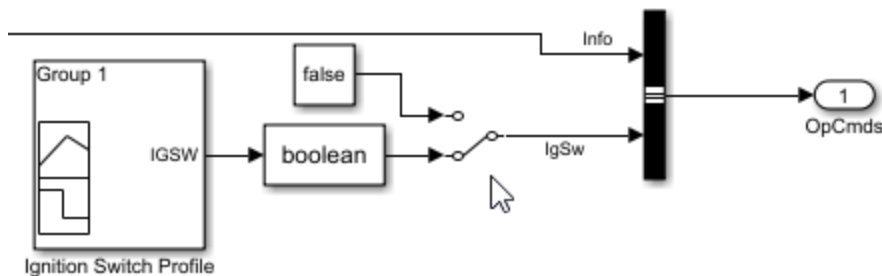 Info
Group 1
false
1
OpCmds
IGSW
boolean
IgSw
Ignition Switch Profile